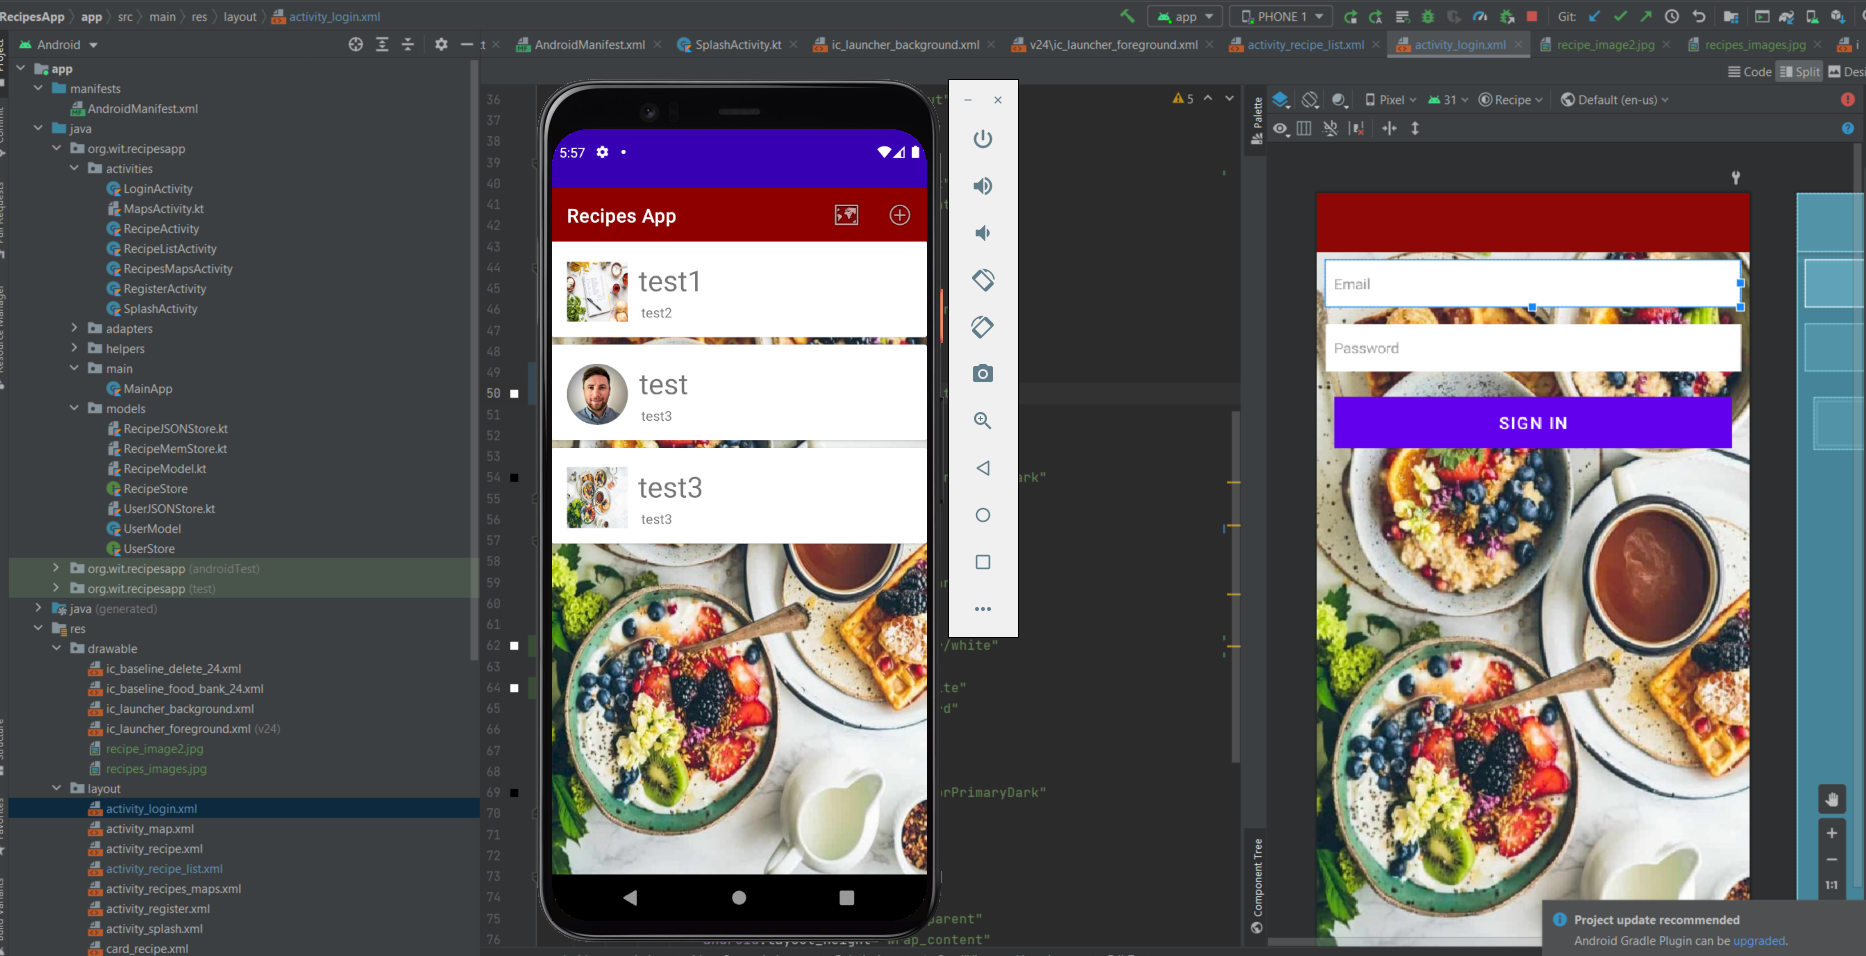 RecipesApp app src main res layout activity_login.xml
app PHONE 1 Git:
Android
AndroidManifest.xml SplashActivity.kt ic_launcher_background.xml v24\ic_launcher_foreground.xml activity_recipe_list.xml activity_login.xml recipe_image2.jpg recipes_images.jpg
Code Split
app
manifests
AndroidManifest.xml
java
org.wit.recipesapp
activities
LoginActivity
MapsActivity.kt
RecipeActivity
RecipeListActivity
RecipesMapsActivity
RegisterActivity
SplashActivity
adapters
helpers
main
MainApp
models
RecipeJSONStore.kt
RecipeMemStore.kt
RecipeModel.kt
RecipeStore
UserJSONStore.kt
UserModel
UserStore
org.wit.recipesapp (androidTest)
org.wit.recipesapp (test)
java (generated)
res
drawable
ic_baseline_delete_24.xml
ic_baseline_food_bank_24.xml
ic_launcher_background.xml
ic_launcher_foreground.xml (v24)
recipe_image2.jpg
recipes_images.jpg
layout
activity_login.xml
activity_map.xml
activity_recipe.xml
activity_recipe_list.xml
activity_recipes_maps.xml
activity_register.xml
activity_splash.xml
card_recipe.xml
36
37
38
39
40
41
42
43
44
45
46
47
48
49
50
51
52
53
54
55
56
57
58
59
60
61
62
63
64
65
66
67
68
69
70
71
72
73
74
75
76
5:57
Recipes App
test1
test2
test
test3
test3
test3
5
/white"
orPrimaryDark"
Palette
Component Tree
Pixel 31 Recipe Default (en-us)
Email
Password
SIGN IN
1:1
Project update recommended
Android Gradle Plugin can be upgraded.